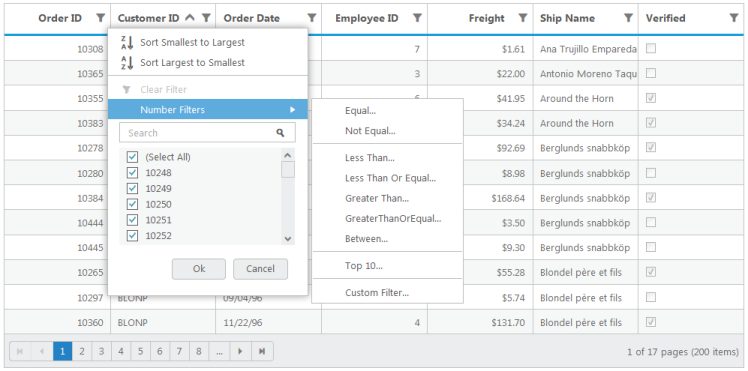 Order ID Customer ID Order Date Employee ID Freight Ship Name Verified
10308 7 $1.61 Ana Trujillo Empareda
10365 3 $22.00 Antonio Moreno Taqu
10355 $41.95 Around the Horn
10383 $34.24 Around the Horn
10278 $92.69 Berglunds snabbköp
10280 $8.98 Berglunds snabbköp
10384 $168.64 Berglunds snabbköp
10444 $3.50 Berglunds snabbköp
10445 $9.30 Berglunds snabbköp
10265 $55.28 Blondel père et fils
10297 BLONP 09/04/96 $5.74 Blondel père et fils
10360 BLONP 11/22/96 4 $131.70 Blondel père et fils
Sort Smallest to Largest
Sort Largest to Smallest
Clear Filter
Number Filters
Search
(Select All)
10248
10249
10250
10251
10252
Ok Cancel
Equal...
Not Equal...
Less Than...
Less Than Or Equal...
Greater Than...
GreaterThanOrEqual...
Between...
Top 10...
Custom Filter...
1 2 3 4 5 6 7 8 ... 1 of 17 pages (200 items)